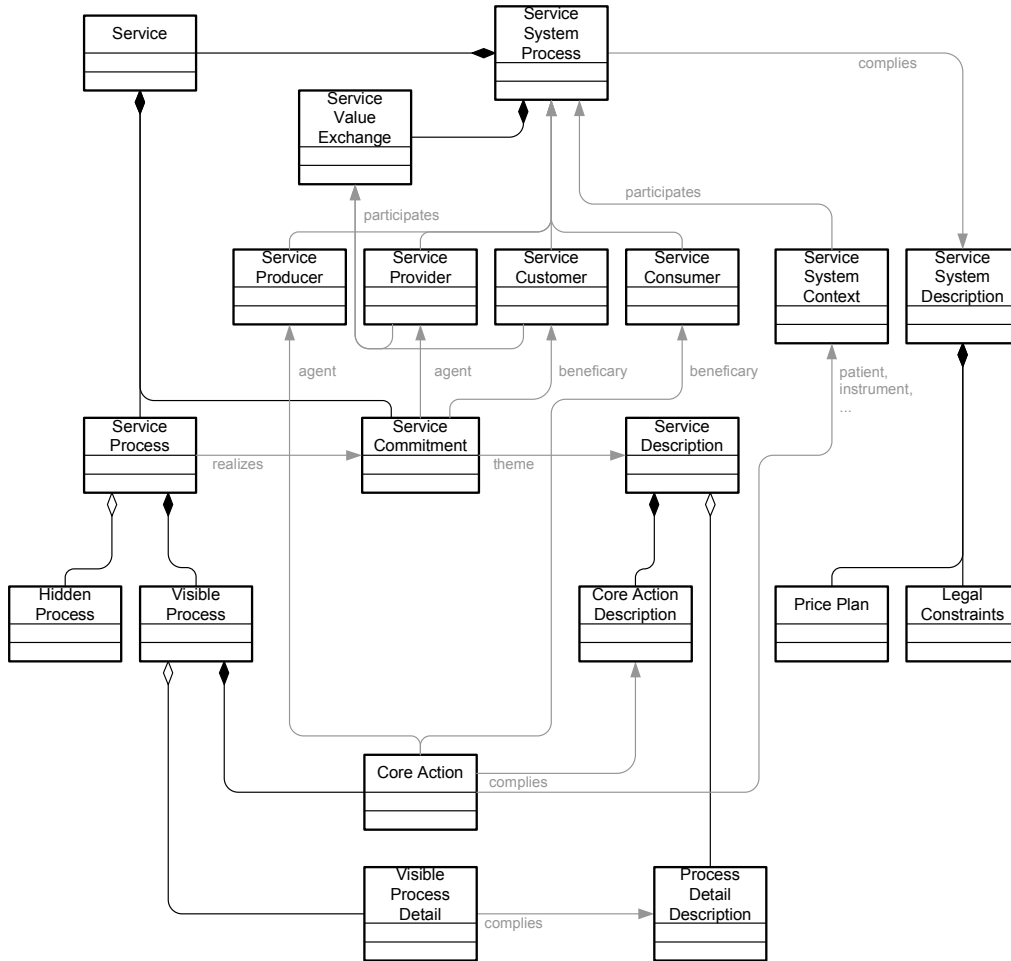 Service
Service
System
Process
complies
Service
Value
Exchange
participates
participates
Service
Producer
Service
Provider
Service
Customer
Service
Consumer
Service
System
Context
Service
System
Description
agent
agent
beneficary
beneficary
patient,
instrument,
...
Service
Process
realizes
Service
Commitment
theme
Service
Description
Hidden
Process
Visible
Process
Core Action
Description
Price Plan
Legal
Constraints
Core Action
complies
Visible
Process
Detail
complies
Process
Detail
Description